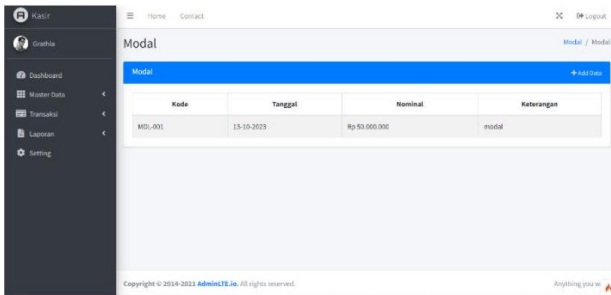 Kasir
Home Contact
Logout
Grathia
Modal
Modal / Modal
Dashboard
Master Data
Transaksi
Laporan
Setting
Modal
+ Add Data
Kode Tanggal Nominal Keterangan
MDL-001 13-10-2023 Rp 50.000.000 modal
Copyright © 2014-2021 AdminLTE.io. All rights reserved.
Anything you w